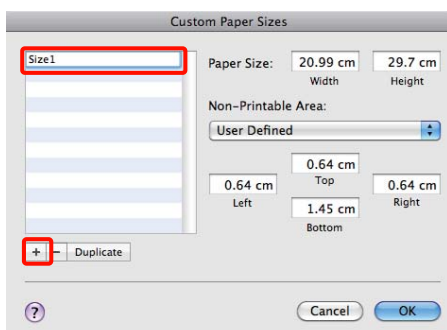 Custom Paper Sizes
Size1
Paper Size: 20.99 cm 29.7 cm
Width Height
Non-Printable Area:
User Defined
0.64 cm
Top
0.64 cm 0.64 cm
Left Right
1.45 cm
Bottom
+ − Duplicate
? Cancel OK